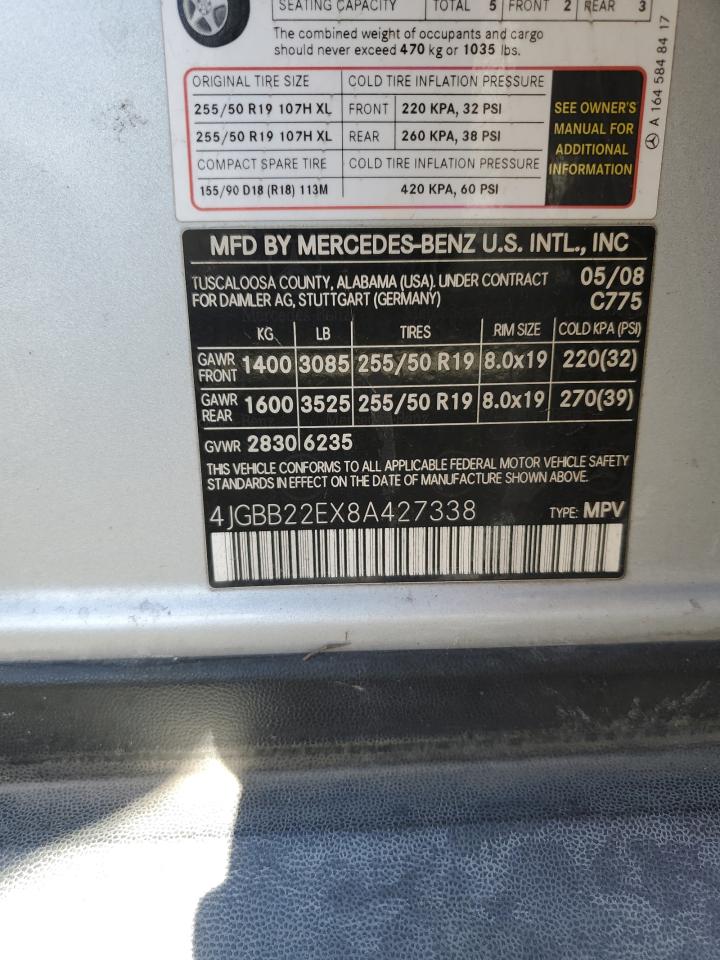 SEATING CAPACITY TOTAL 5 FRONT 2 REAR 3
The combined weight of occupants and cargo
should never exceed 470 kg or 1035 lbs.
ORIGINAL TIRE SIZE COLD TIRE INFLATION PRESSURE
255/50 R19 107H XL FRONT 220 KPA, 32 PSI
255/50 R19 107H XL REAR 260 KPA, 38 PSI
COMPACT SPARE TIRE COLD TIRE INFLATION PRESSURE
155/90 D18 (R18) 113M 420 KPA, 60 PSI
SEE OWNER'S
MANUAL FOR
ADDITIONAL
INFORMATION
A 164 584 84 17
MFD BY MERCEDES-BENZ U.S. INTL., INC
TUSCALOOSA COUNTY, ALABAMA (USA). UNDER CONTRACT 05/08
FOR DAIMLER AG, STUTTGART (GERMANY) C775
KG LB TIRES RIM SIZE COLD KPA (PSI)
GAWR FRONT 1400 3085 255/50 R19 8.0x19 220(32)
GAWR REAR 1600 3525 255/50 R19 8.0x19 270(39)
GVWR 2830 6235
THIS VEHICLE CONFORMS TO ALL APPLICABLE FEDERAL MOTOR VEHICLE SAFETY
STANDARDS IN EFFECT ON THE DATE OF MANUFACTURE SHOWN ABOVE.
4JGBB22EX8A427338 TYPE: MPV